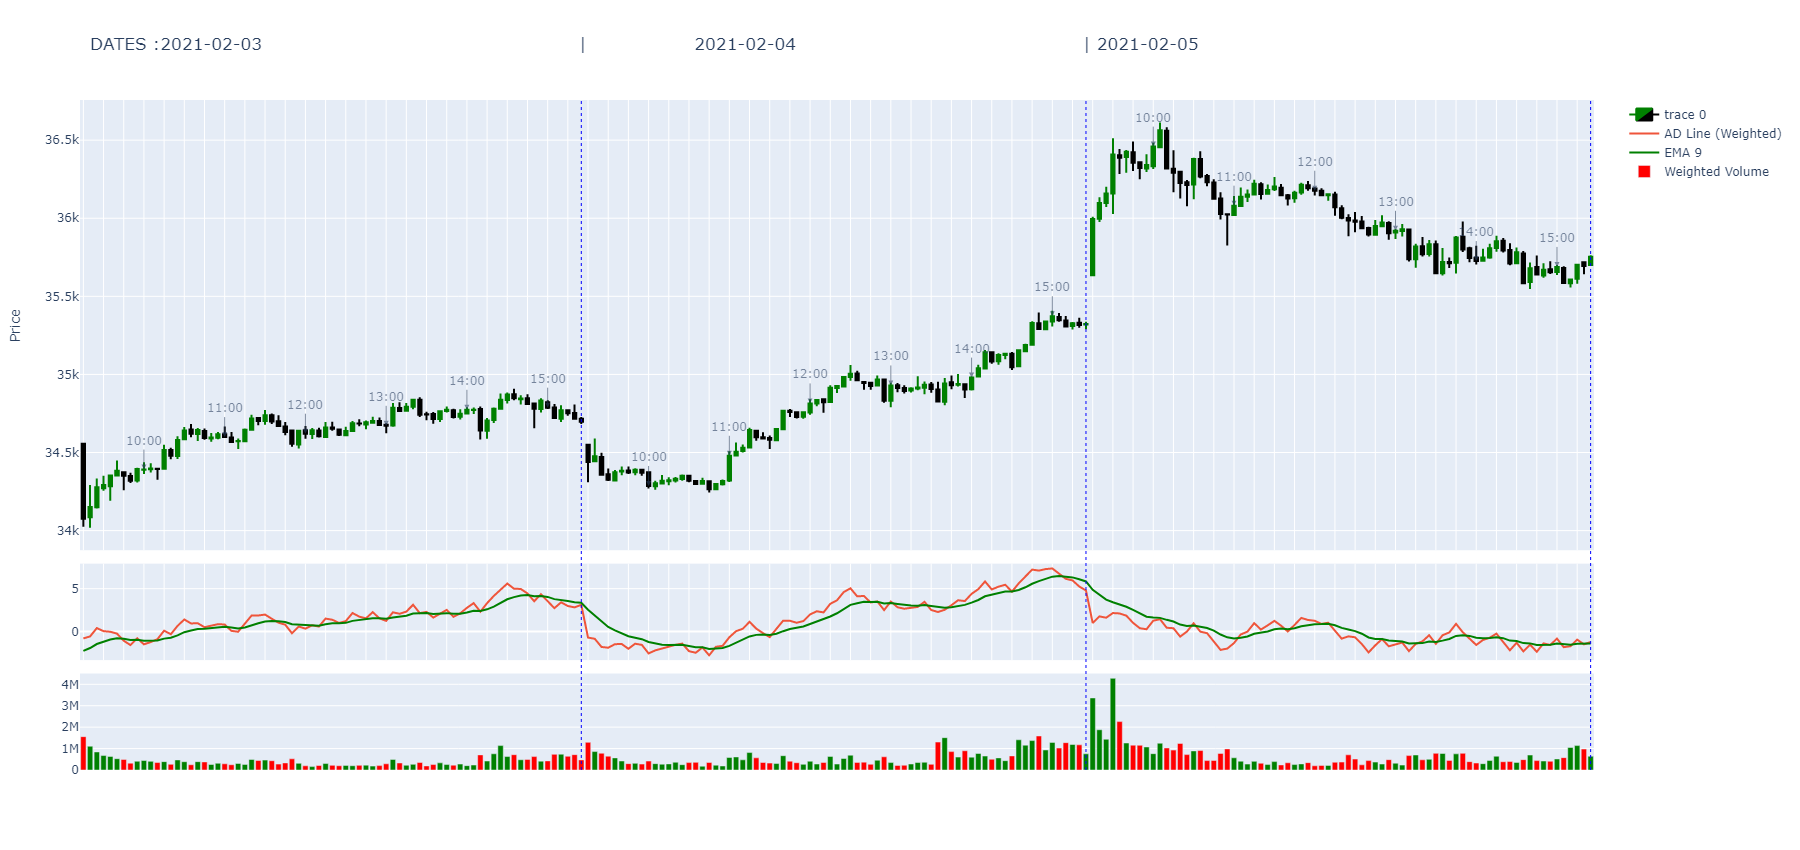 DATES :2021-02-03 | 2021-02-04 | 2021-02-05
trace 0
AD Line (Weighted)
EMA 9
Weighted Volume
Price
36.5k
36k
35.5k
35k
34.5k
34k
10:00
11:00
12:00
13:00
14:00
15:00
10:00
11:00
12:00
13:00
14:00
15:00
10:00
11:00
12:00
13:00
14:00
15:00
5
0
4M
3M
2M
1M
0